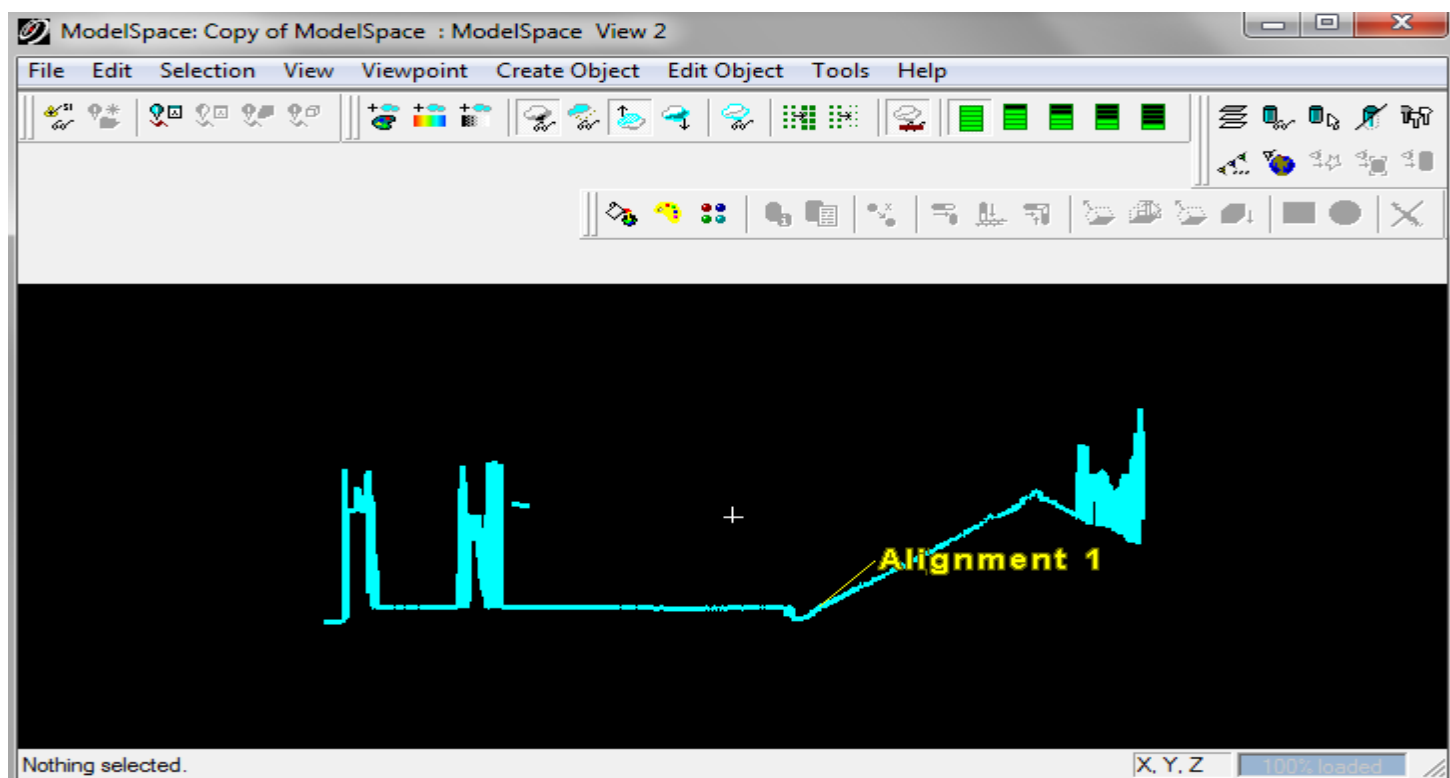 ModelSpace: Copy of ModelSpace : ModelSpace View 2
File Edit Selection View Viewpoint Create Object Edit Object Tools Help
Alignment 1
Nothing selected. X, Y, Z 100% loaded